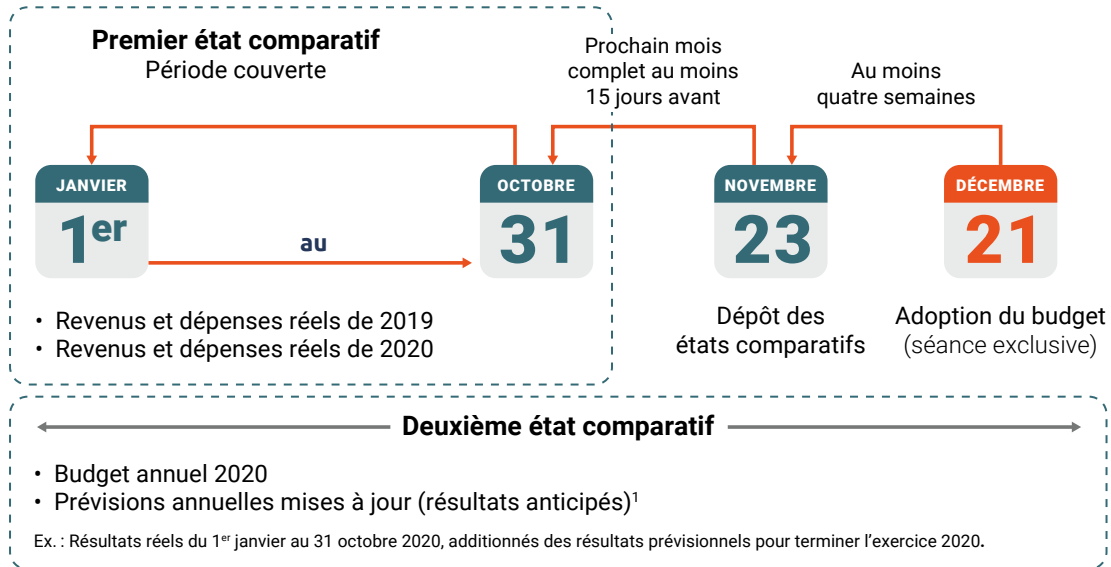 Premier état comparatif
Période couverte
Prochain mois
complet au moins
15 jours avant
Au moins
quatre semaines
JANVIER
1er
au
OCTOBRE
31
NOVEMBRE
23
DÉCEMBRE
21
• Revenus et dépenses réels de 2019
• Revenus et dépenses réels de 2020
Dépôt des
états comparatifs
Adoption du budget
(séance exclusive)
Deuxième état comparatif
• Budget annuel 2020
• Prévisions annuelles mises à jour (résultats anticipés)1
Ex. : Résultats réels du 1er janvier au 31 octobre 2020, additionnés des résultats prévisionnels pour terminer l’exercice 2020.